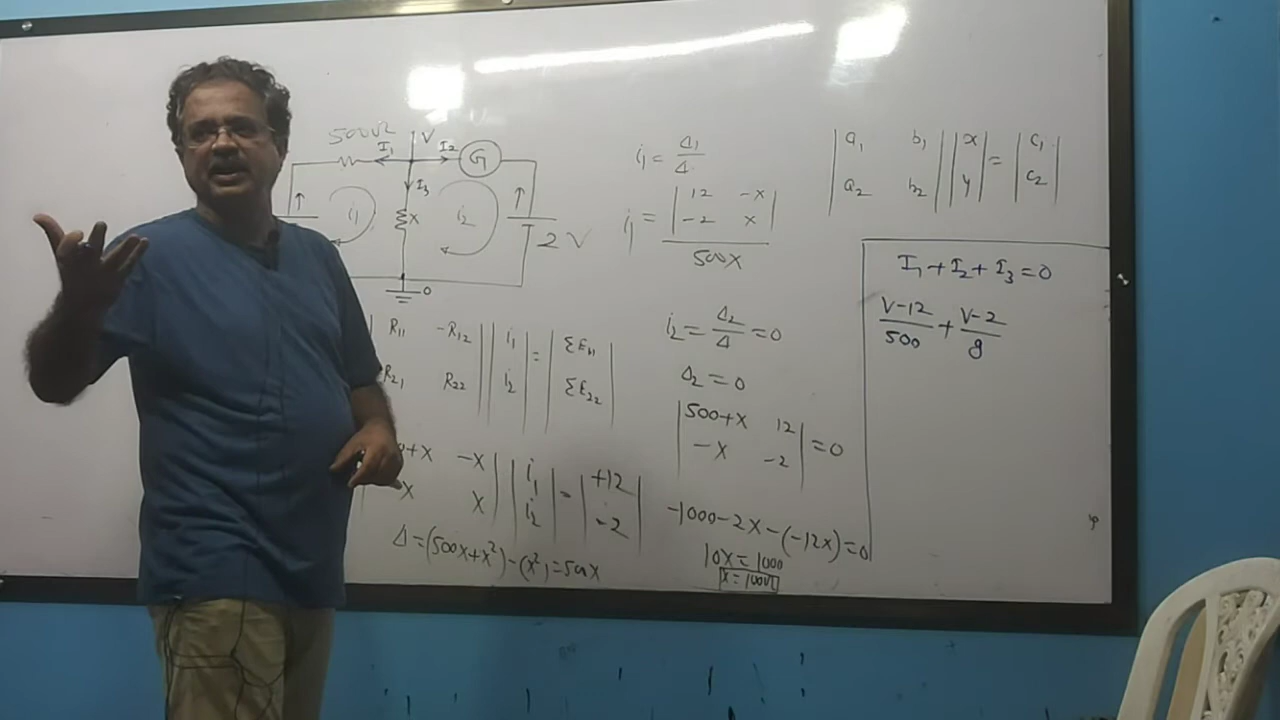 500Ω
V
I₁
I₂
G
I₃
i₁
X
i₂
2V
0
R₁₁ -R₁₂ | i₁ = ΣE₁₁
R₂₁ R₂₂ | i₂ ΣE₂₂
+X -X | i₁ = +12
X X | i₂ -2
Δ=(500X+X²)-(X²)=500X
i₁ = Δ₁/Δ
i₁ = | 12 -X |
| -2 X |
500X
i₂ = Δ₂/Δ = 0
Δ₂ = 0
| 500+X 12 | = 0
| -X -2 |
-1000-2X-(-12X)=0
10X = 1000
X = 100Ω
| a₁ b₁ | | x | = | c₁ |
| a₂ b₂ | | y | | c₂ |
I₁+I₂+I₃=0
V-12/500 + V-2/g